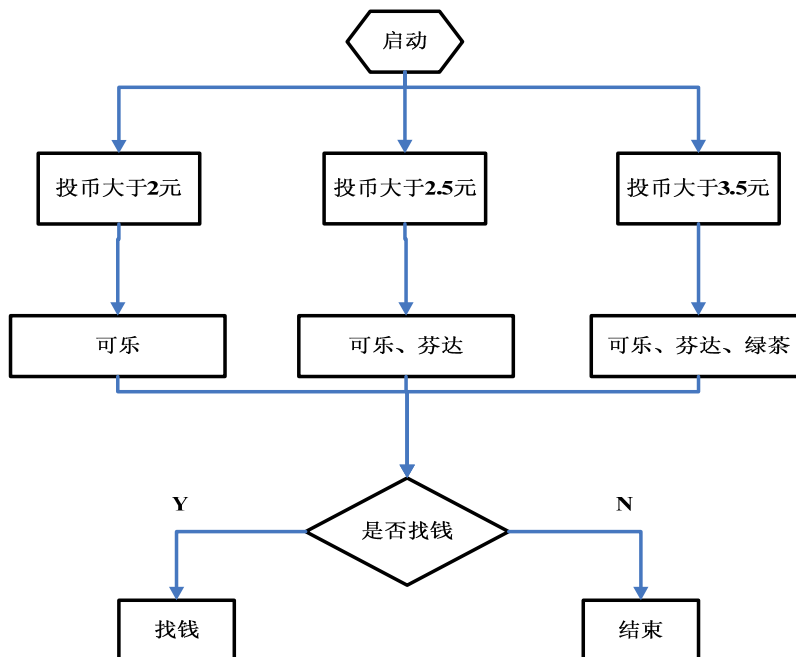 启动
投币大于2元
投币大于2.5元
投币大于3.5元
可乐
可乐、芬达
可乐、芬达、绿茶
Y
N
是否找钱
找钱
结束